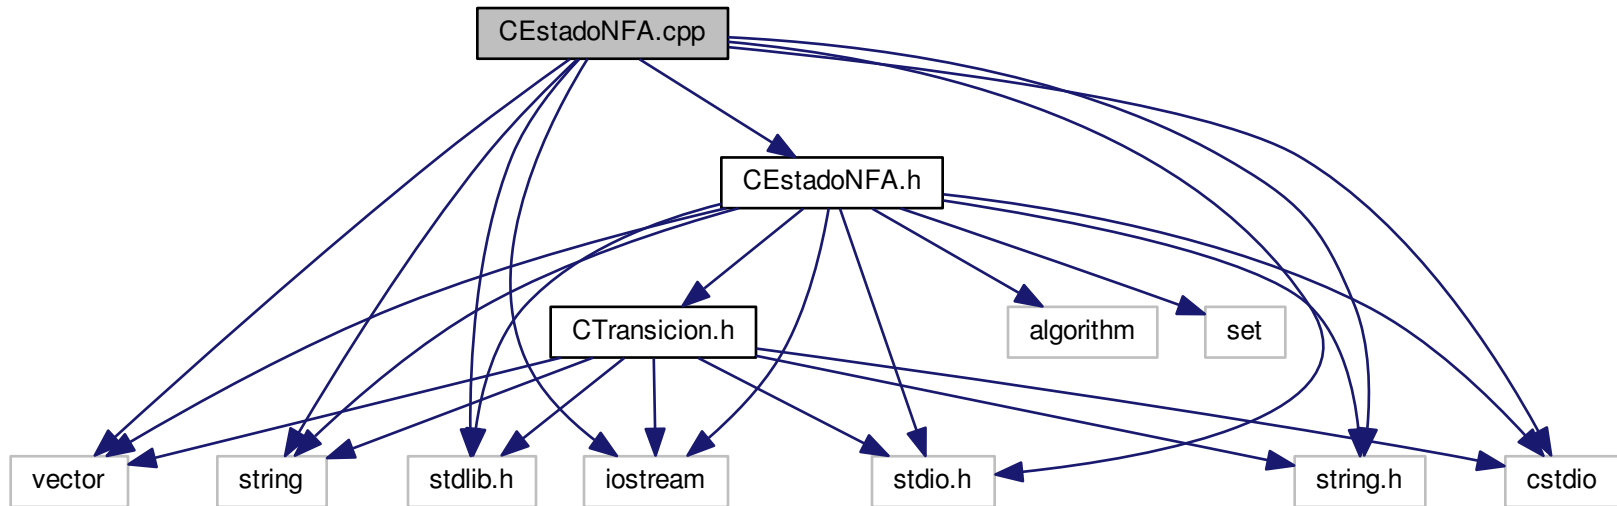 CEstadoNFA.cpp
CEstadoNFA.h
CTransicion.h
algorithm
set
vector
string
stdlib.h
iostream
stdio.h
string.h
cstdio